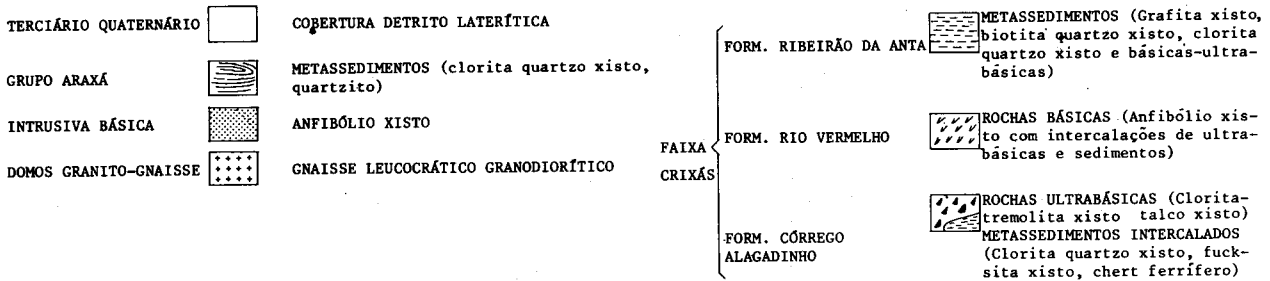 TERCIÁRIO QUATERNÁRIO COBERTURA DETRITO LATERÍTICA
GRUPO ARAXÁ METASSEDIMENTOS (clorita quartzo xisto,
quartzito)
INTRUSIVA BÁSICA ANFIBÓLIO XISTO
DOMOS GRANITO-GNAISSE GNAISSE LEUCOCRÁTICO GRANODIORÍTICO
FAIXA
CRIXÁS
FORM. RIBEIRÃO DA ANTA METASSEDIMENTOS (Grafita xisto,
biotita quartzo xisto, clorita
quartzo xisto e básicas-ultra-
básicas)
FORM. RIO VERMELHO ROCHAS BÁSICAS (Anfibólio xis-
to com intercalações de ultra-
básicas e sedimentos)
FORM. CÓRREGO
ALAGADINHO
ROCHAS ULTRABÁSICAS (Clorita-
tremolita xisto talco xisto)
METASSEDIMENTOS INTERCALADOS
(Clorita quartzo xisto, fuck-
sita xisto, chert ferrífero)